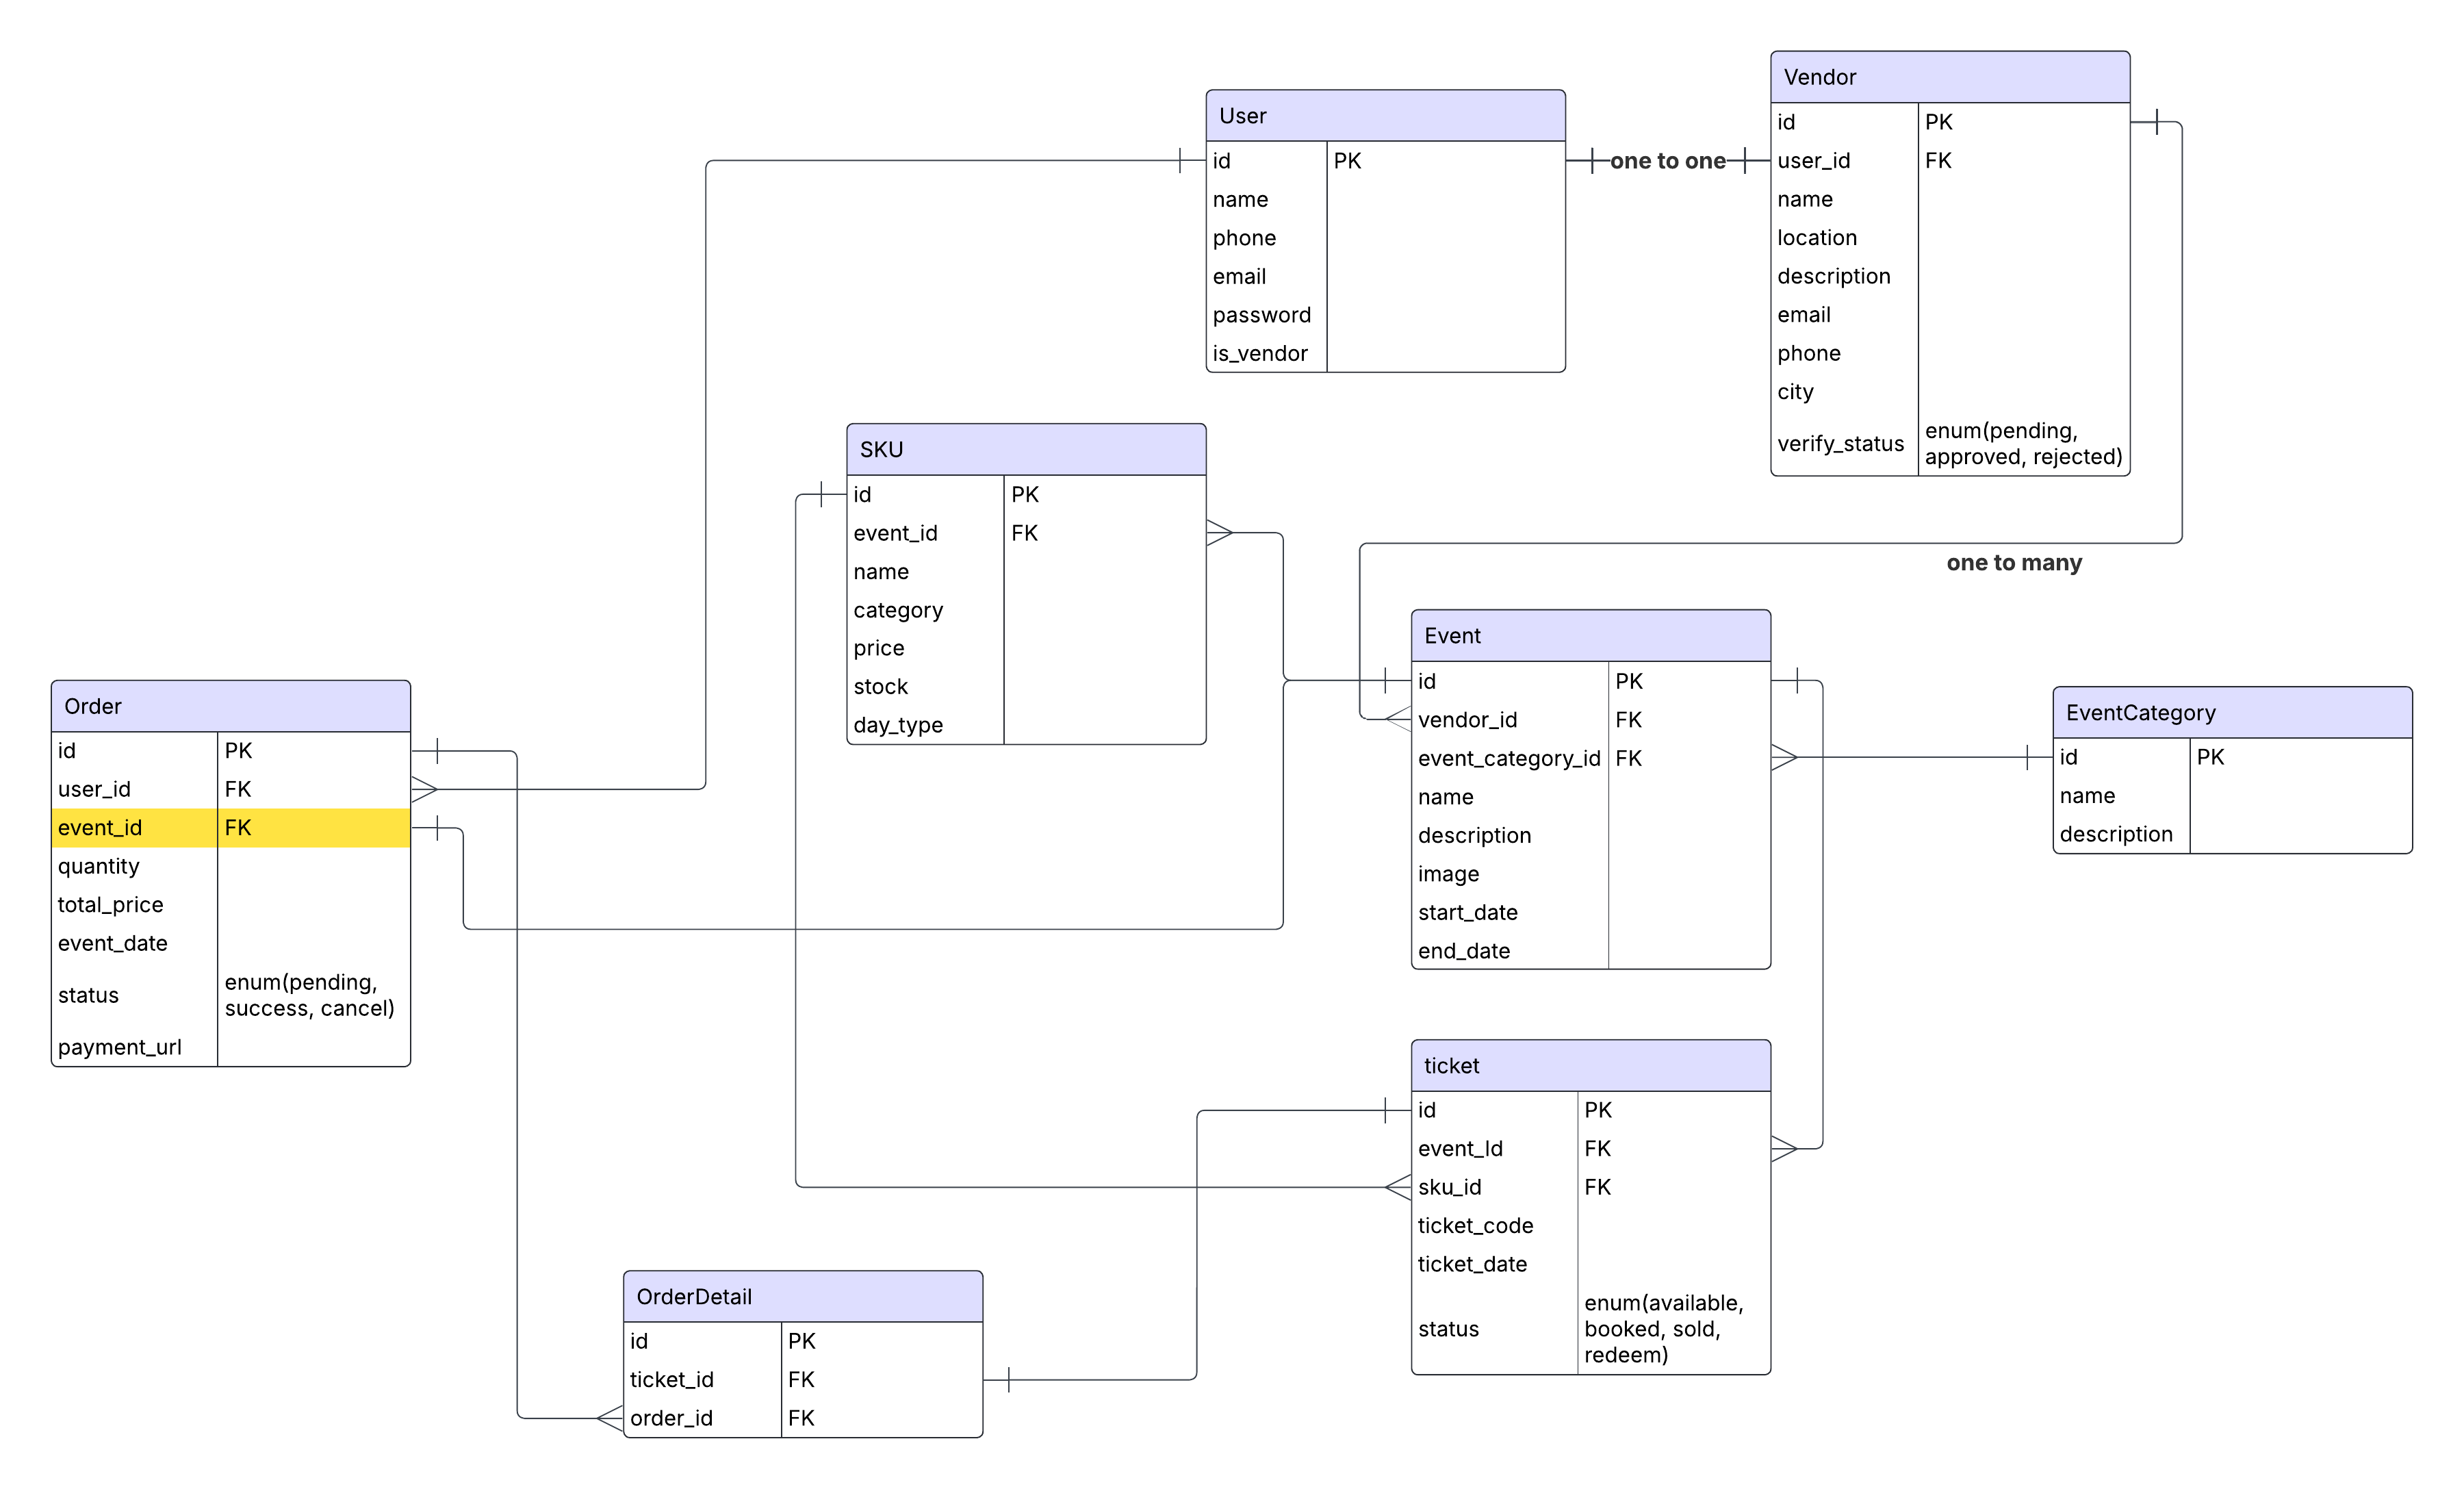 User
id PK
name
phone
email
password
is_vendor
one to one
Vendor
id PK
user_id FK
name
location
description
email
phone
city
verify_status enum(pending,
approved, rejected)
one to many
SKU
id PK
event_id FK
name
category
price
stock
day_type
Event
id PK
vendor_id FK
event_category_id FK
name
description
image
start_date
end_date
EventCategory
id PK
name
description
Order
id PK
user_id FK
event_id FK
quantity
total_price
event_date
status enum(pending,
success, cancel)
payment_url
ticket
id PK
event_Id FK
sku_id FK
ticket_code
ticket_date
status enum(available,
booked, sold,
redeem)
OrderDetail
id PK
ticket_id FK
order_id FK